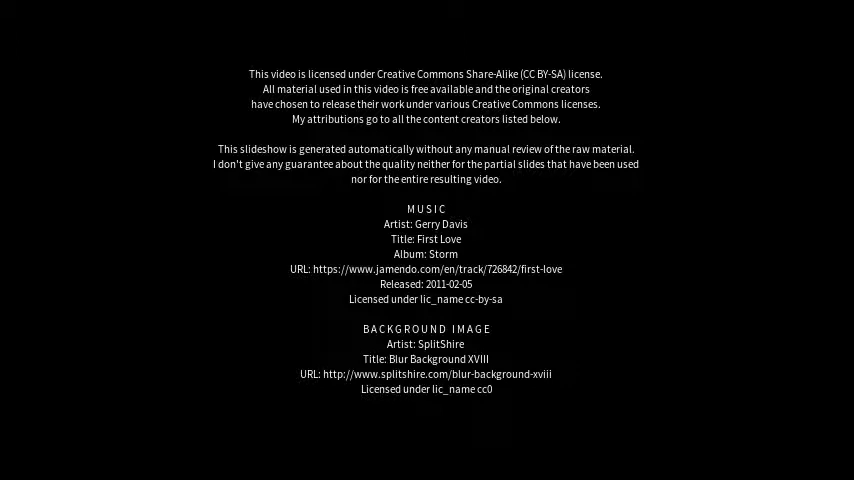 This video is licensed under Creative Commons Share-Alike (CC BY-SA) license.
All material used in this video is free available and the original creators
have chosen to release their work under various Creative Commons licenses.
My attributions go to all the content creators listed below.
This slideshow is generated automatically without any manual review of the raw material.
I don't give any guarantee about the quality neither for the partial slides that have been used
nor for the entire resulting video.
MUSIC
Artist: Gerry Davis
Title: First Love
Album: Storm
URL: https://www.jamendo.com/en/track/726842/first-love
Released: 2011-02-05
Licensed under lic_name cc-by-sa
BACKGROUND IMAGE
Artist: SplitShire
Title: Blur Background XVIII
URL: http://www.splitshire.com/blur-background-xviii
Licensed under lic_name cc0